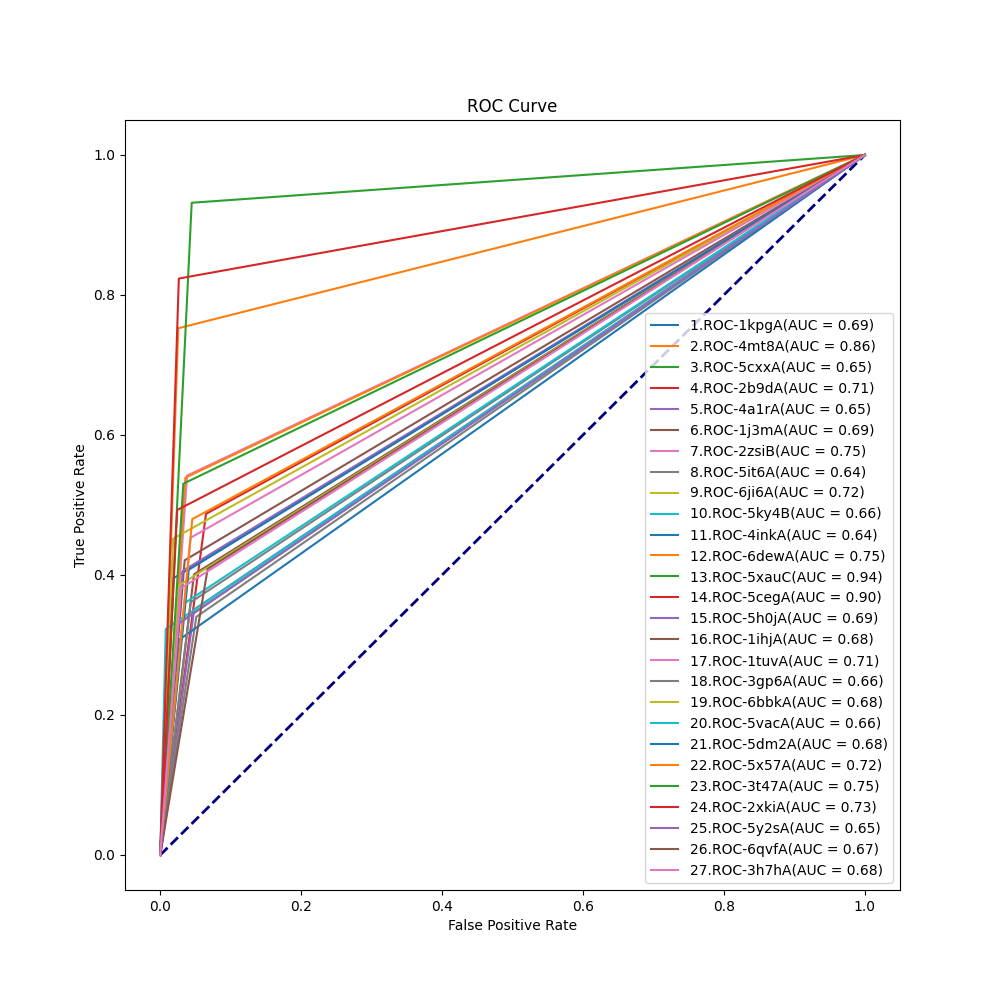 ROC Curve
1.0
0.8
0.6
0.4
0.2
0.0
True Positive Rate
1.ROC-1kpgA(AUC = 0.69)
2.ROC-4mt8A(AUC = 0.86)
3.ROC-5cxxA(AUC = 0.65)
4.ROC-2b9dA(AUC = 0.71)
5.ROC-4a1rA(AUC = 0.65)
6.ROC-1j3mA(AUC = 0.69)
7.ROC-2zsiB(AUC = 0.75)
8.ROC-5it6A(AUC = 0.64)
9.ROC-6ji6A(AUC = 0.72)
10.ROC-5ky4B(AUC = 0.66)
11.ROC-4inkA(AUC = 0.64)
12.ROC-6dewA(AUC = 0.75)
13.ROC-5xauC(AUC = 0.94)
14.ROC-5cegA(AUC = 0.90)
15.ROC-5h0jA(AUC = 0.69)
16.ROC-1ihjA(AUC = 0.68)
17.ROC-1tuvA(AUC = 0.71)
18.ROC-3gp6A(AUC = 0.66)
19.ROC-6bbkA(AUC = 0.68)
20.ROC-5vacA(AUC = 0.66)
21.ROC-5dm2A(AUC = 0.68)
22.ROC-5x57A(AUC = 0.72)
23.ROC-3t47A(AUC = 0.75)
24.ROC-2xkiA(AUC = 0.73)
25.ROC-5y2sA(AUC = 0.65)
26.ROC-6qvfA(AUC = 0.67)
27.ROC-3h7hA(AUC = 0.68)
0.0 0.2 0.4 0.6 0.8 1.0
False Positive Rate